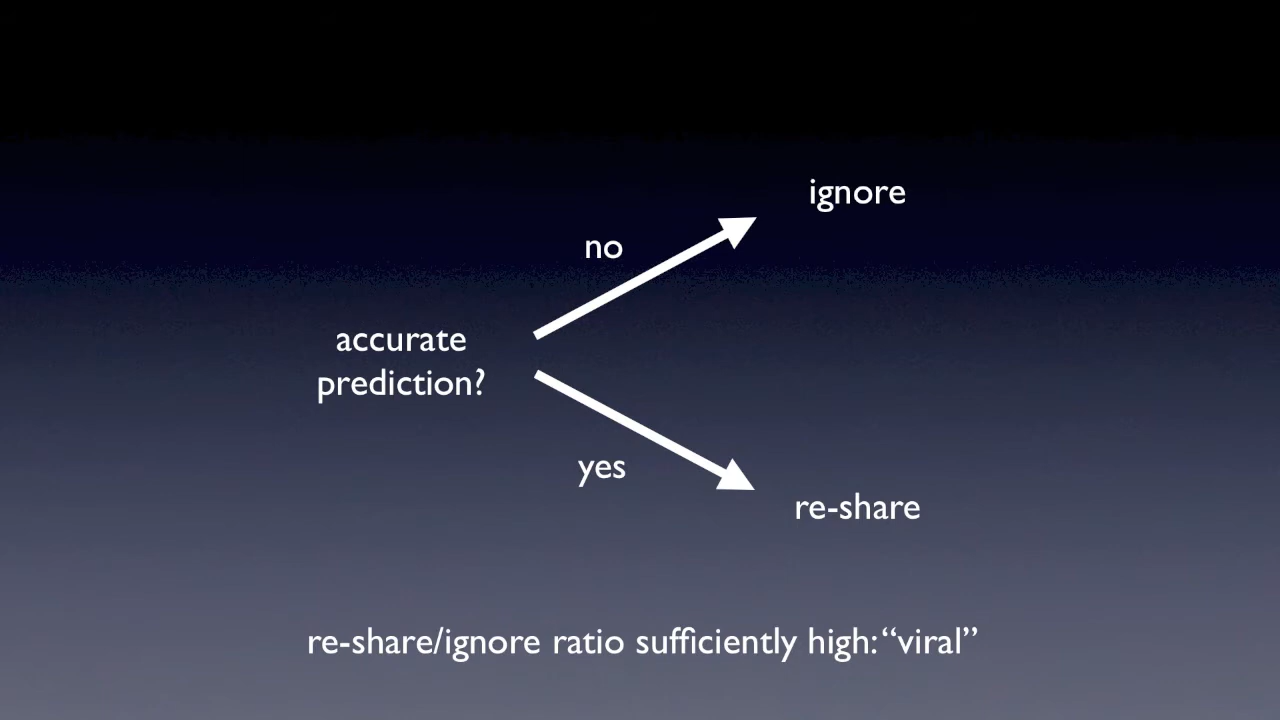 ignore
no
accurate
prediction?
yes
re-share
re-share/ignore ratio sufficiently high: “viral”